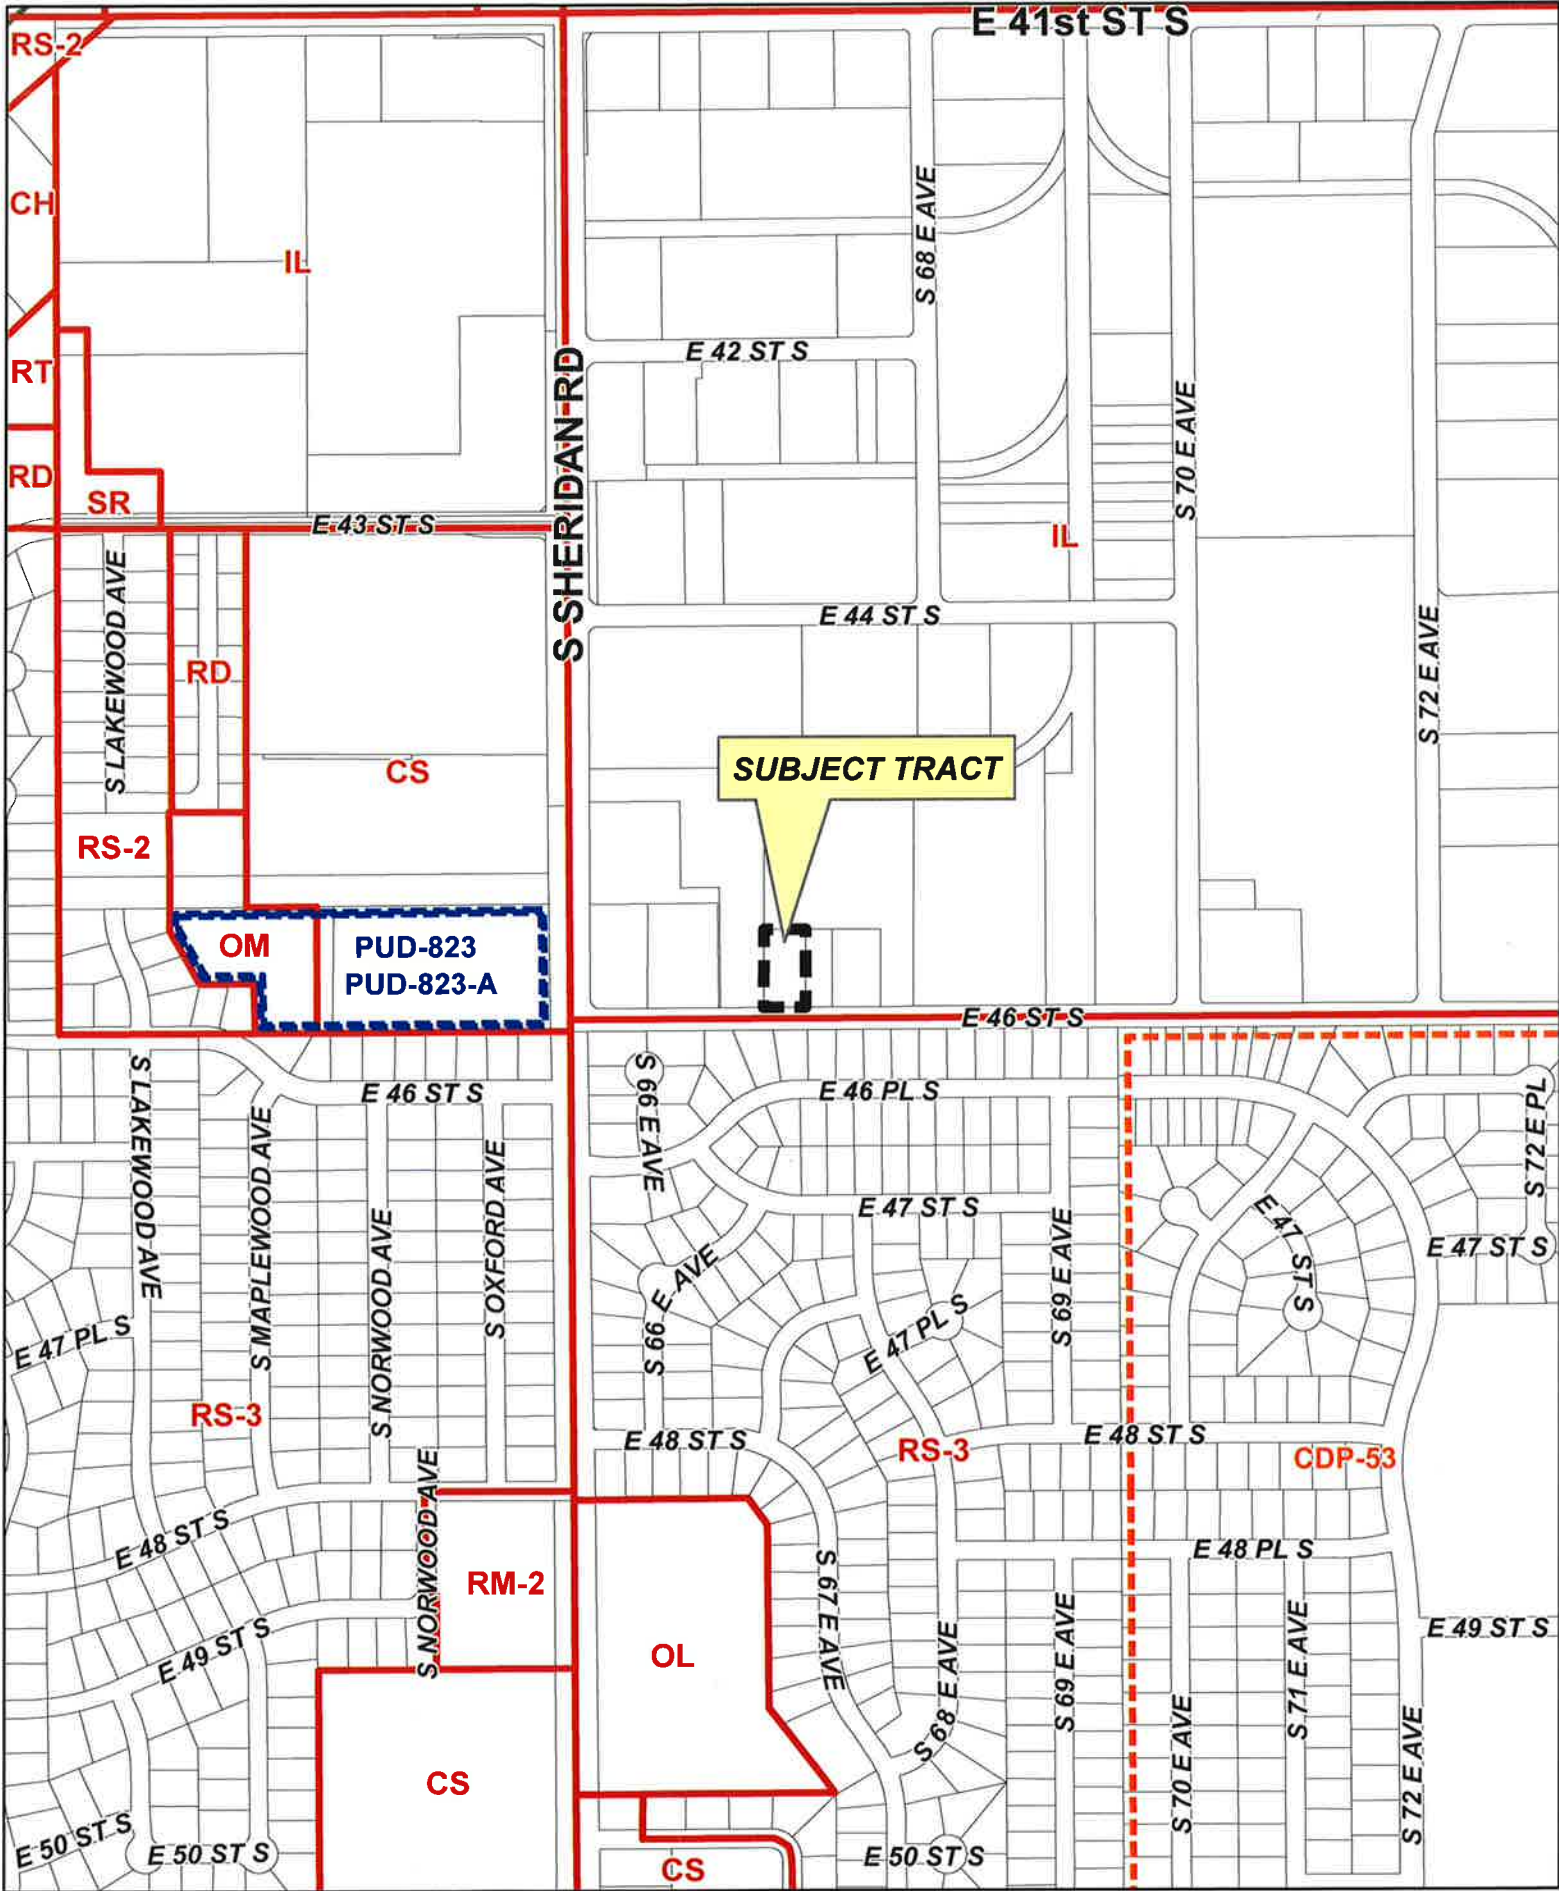 E 41st ST S
RS-2
CH
S 68 E AVE
IL
E 42 ST S
RT
S SHERIDAN RD
S 70 E AVE
RD
SR
E 43 ST S
IL
S LAKEWOOD AVE
E 44 ST S
RD
S 72 E AVE
CS
SUBJECT TRACT
RS-2
OM
PUD-823
PUD-823-A
E 46 ST S
S LAKEWOOD AVE
E 46 ST S
S 66 E AVE
E 46 PL S
S 72 E PL
S MAPLEWOOD AVE
S NORWOOD AVE
S OXFORD AVE
E 47 ST S
S 69 E AVE
E 47 ST S
E 47 ST S
S 66 E AVE
E 47 PL S
E 47 PL S
RS-3
E 48 ST S
RS-3
E 48 ST S
CDP-53
S NORWOOD AVE
E 48 ST S
E 48 PL S
RM-2
S 67 E AVE
E 49 ST S
OL
S 68 E AVE
S 69 E AVE
S 70 E AVE
S 71 E AVE
S 72 E AVE
E 49 ST S
CS
E 50 ST S
E 50 ST S
CS
E 50 ST S